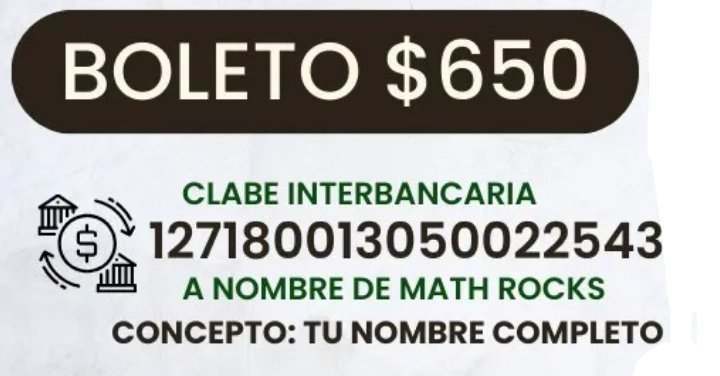 BOLETO $650
CLABE INTERBANCARIA
127180013050022543
A NOMBRE DE MATH ROCKS
CONCEPTO: TU NOMBRE COMPLETO